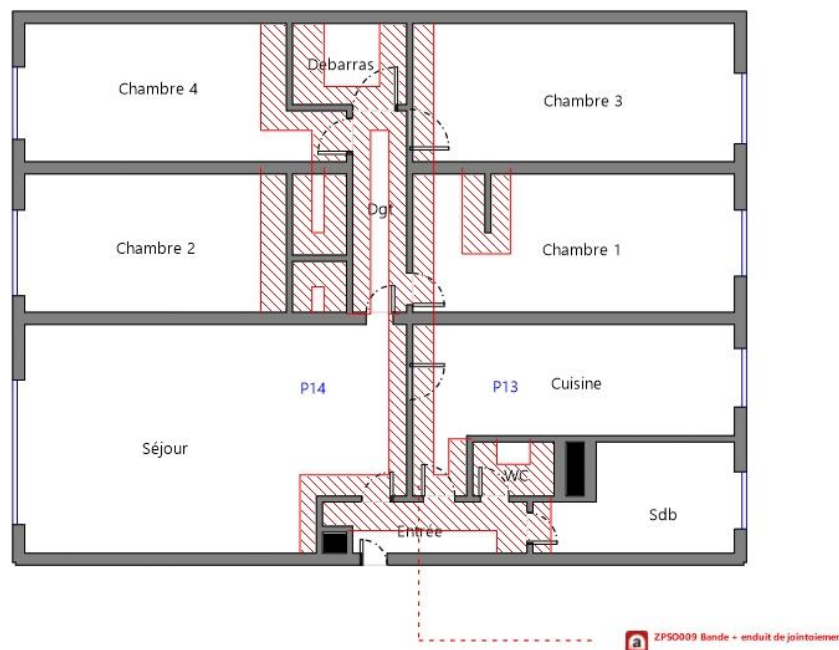 Debarras
Chambre 4
Chambre 3
Dgt
Chambre 2
Chambre 1
P14
P13
Cuisine
Séjour
WC
Sdb
Entrée
a ZPSO009 Bande + enduit de jointoiement